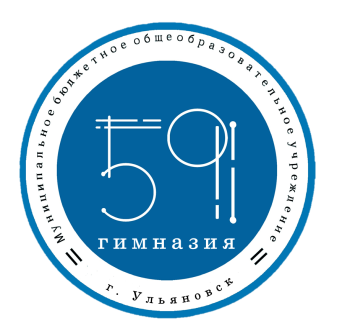 Муниципальное бюджетное общеобразовательное учреждение
59
гимназия
г. Ульяновск